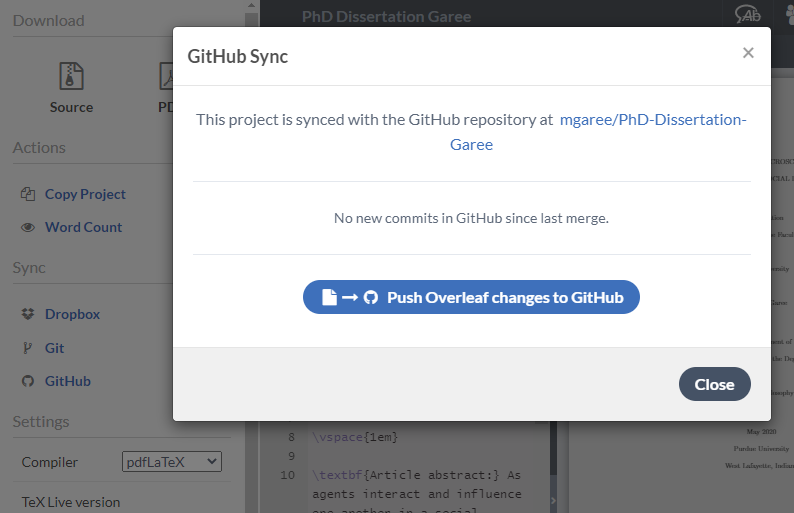 Download
PhD Dissertation Garee
Ab
Source
PD
Actions
Copy Project
Word Count
Sync
Dropbox
Git
GitHub
Settings
Compiler
pdfLaTeX
TeX Live version
GitHub Sync
×
This project is synced with the GitHub repository at mgaree/PhD-Dissertation-
Garee
No new commits in GitHub since last merge.
Push Overleaf changes to GitHub
Close
8 \vspace{1em}
9
10 \textbf{Article abstract:} As
agents interact and influence
one another in a social
May 2020
Purdue University
West Lafayette, Indian